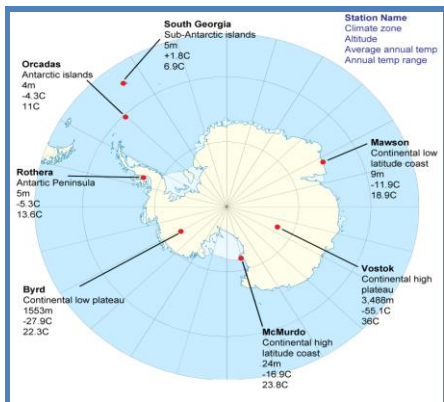 South Georgia
Sub-Antarctic islands
5m
+1.8C
6.9C
Station Name
Climate zone
Altitude
Average annual temp
Annual temp range
Orcadas
Antarctic islands
4m
-4.3C
11C
Rothera
Antartic Peninsula
5m
-5.3C
13.6C
Mawson
Continental low
latitude coast
9m
-11.9C
18.9C
Byrd
Continental low plateau
1553m
-27.9C
22.3C
McMurdo
Continental high
latitude coast
24m
-16.9C
23.8C
Vostok
Continental high
plateau
3,488m
-55.1C
36C